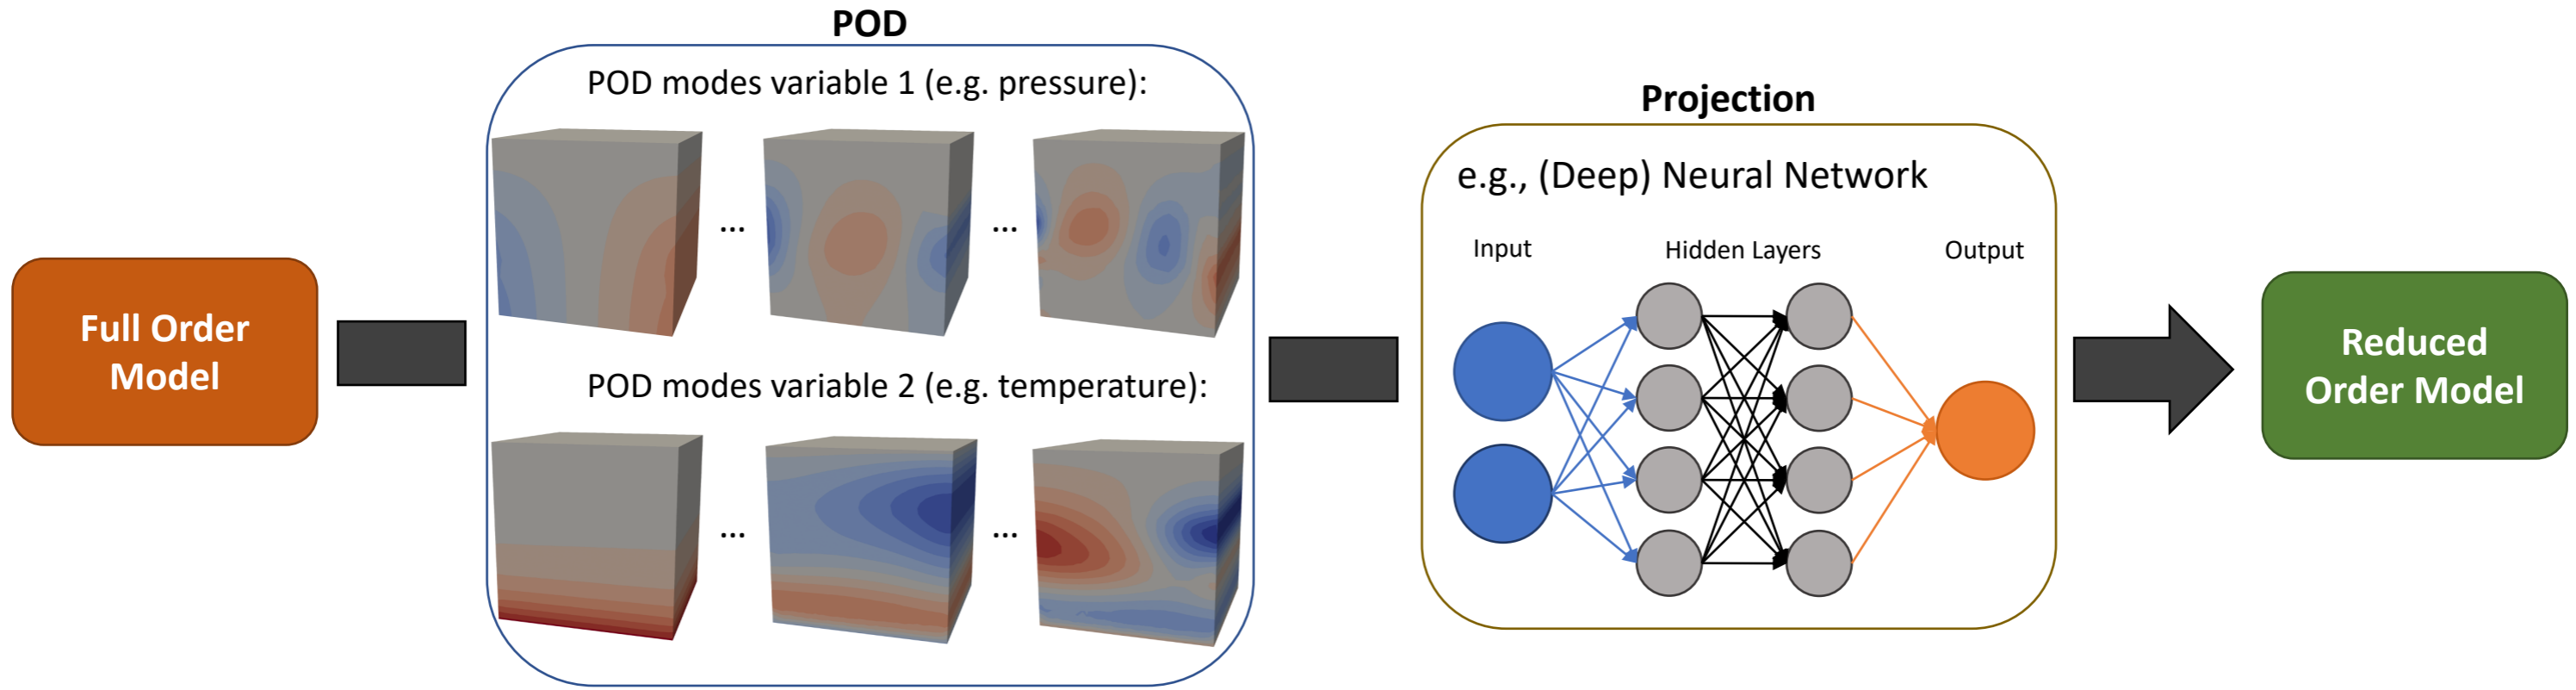 POD
POD modes variable 1 (e.g. pressure):
...
...
POD modes variable 2 (e.g. temperature):
...
...
Full Order
Model
Projection
e.g., (Deep) Neural Network
Input
Hidden Layers
Output
Reduced
Order Model